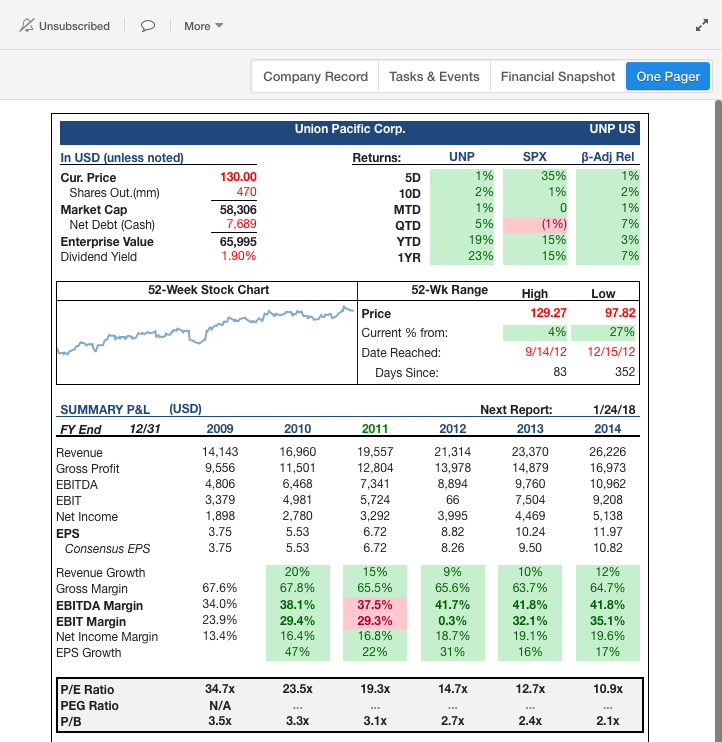 Unsubscribed More
Company Record Tasks & Events Financial Snapshot One Pager
Union Pacific Corp. UNP US
In USD (unless noted) Returns: UNP SPX β-Adj Rel
Cur. Price 130.00 5D 1% 35% 1%
Shares Out.(mm) 470 10D 2% 1% 2%
Market Cap 58,306 MTD 1% 0 1%
Net Debt (Cash) 7,689 QTD 5% (1%) 7%
Enterprise Value 65,995 YTD 19% 15% 3%
Dividend Yield 1.90% 1YR 23% 15% 7%
52-Week Stock Chart 52-Wk Range High Low
Price 129.27 97.82
Current % from: 4% 27%
Date Reached: 9/14/12 12/15/12
Days Since: 83 352
SUMMARY P&L (USD) Next Report: 1/24/18
FY End 12/31 2009 2010 2011 2012 2013 2014
Revenue 14,143 16,960 19,557 21,314 23,370 26,226
Gross Profit 9,556 11,501 12,804 13,978 14,879 16,973
EBITDA 4,806 6,468 7,341 8,894 9,760 10,962
EBIT 3,379 4,981 5,724 66 7,504 9,208
Net Income 1,898 2,780 3,292 3,995 4,469 5,138
EPS 3.75 5.53 6.72 8.82 10.24 11.97
Consensus EPS 3.75 5.53 6.72 8.26 9.50 10.82
Revenue Growth 20% 15% 9% 10% 12%
Gross Margin 67.6% 67.8% 65.5% 65.6% 63.7% 64.7%
EBITDA Margin 34.0% 38.1% 37.5% 41.7% 41.8% 41.8%
EBIT Margin 23.9% 29.4% 29.3% 0.3% 32.1% 35.1%
Net Income Margin 13.4% 16.4% 16.8% 18.7% 19.1% 19.6%
EPS Growth 47% 22% 31% 16% 17%
P/E Ratio 34.7x 23.5x 19.3x 14.7x 12.7x 10.9x
PEG Ratio N/A ... ... ... ... ...
P/B 3.5x 3.3x 3.1x 2.7x 2.4x 2.1x